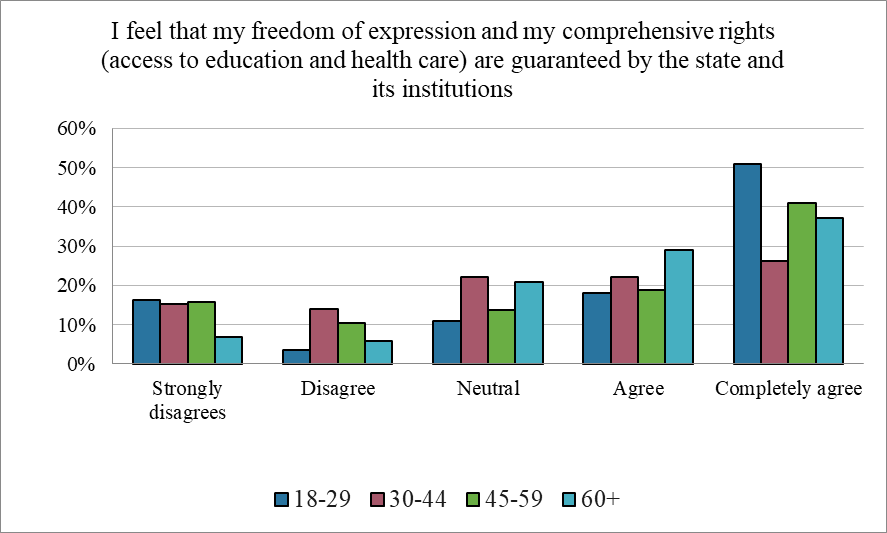 I feel that my freedom of expression and my comprehensive rights
(access to education and health care) are guaranteed by the state and
its institutions
60%
50%
40%
30%
20%
10%
0%
Strongly
disagrees
Disagree
Neutral
Agree
Completely agree
18-29
30-44
45-59
60+